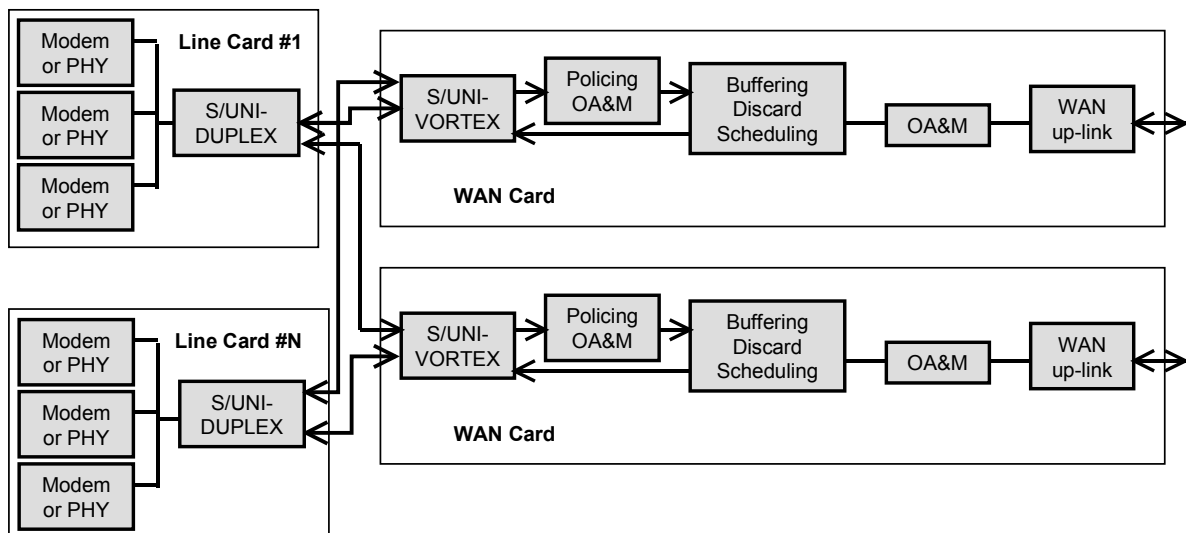 Line Card #1
Modem
or PHY
Modem
or PHY
Modem
or PHY
S/UNI-
DUPLEX
S/UNI-
VORTEX
Policing
OA&M
Buffering
Discard
Scheduling
OA&M
WAN
up-link
WAN Card
Line Card #N
Modem
or PHY
Modem
or PHY
Modem
or PHY
S/UNI-
DUPLEX
S/UNI-
VORTEX
Policing
OA&M
Buffering
Discard
Scheduling
OA&M
WAN
up-link
WAN Card